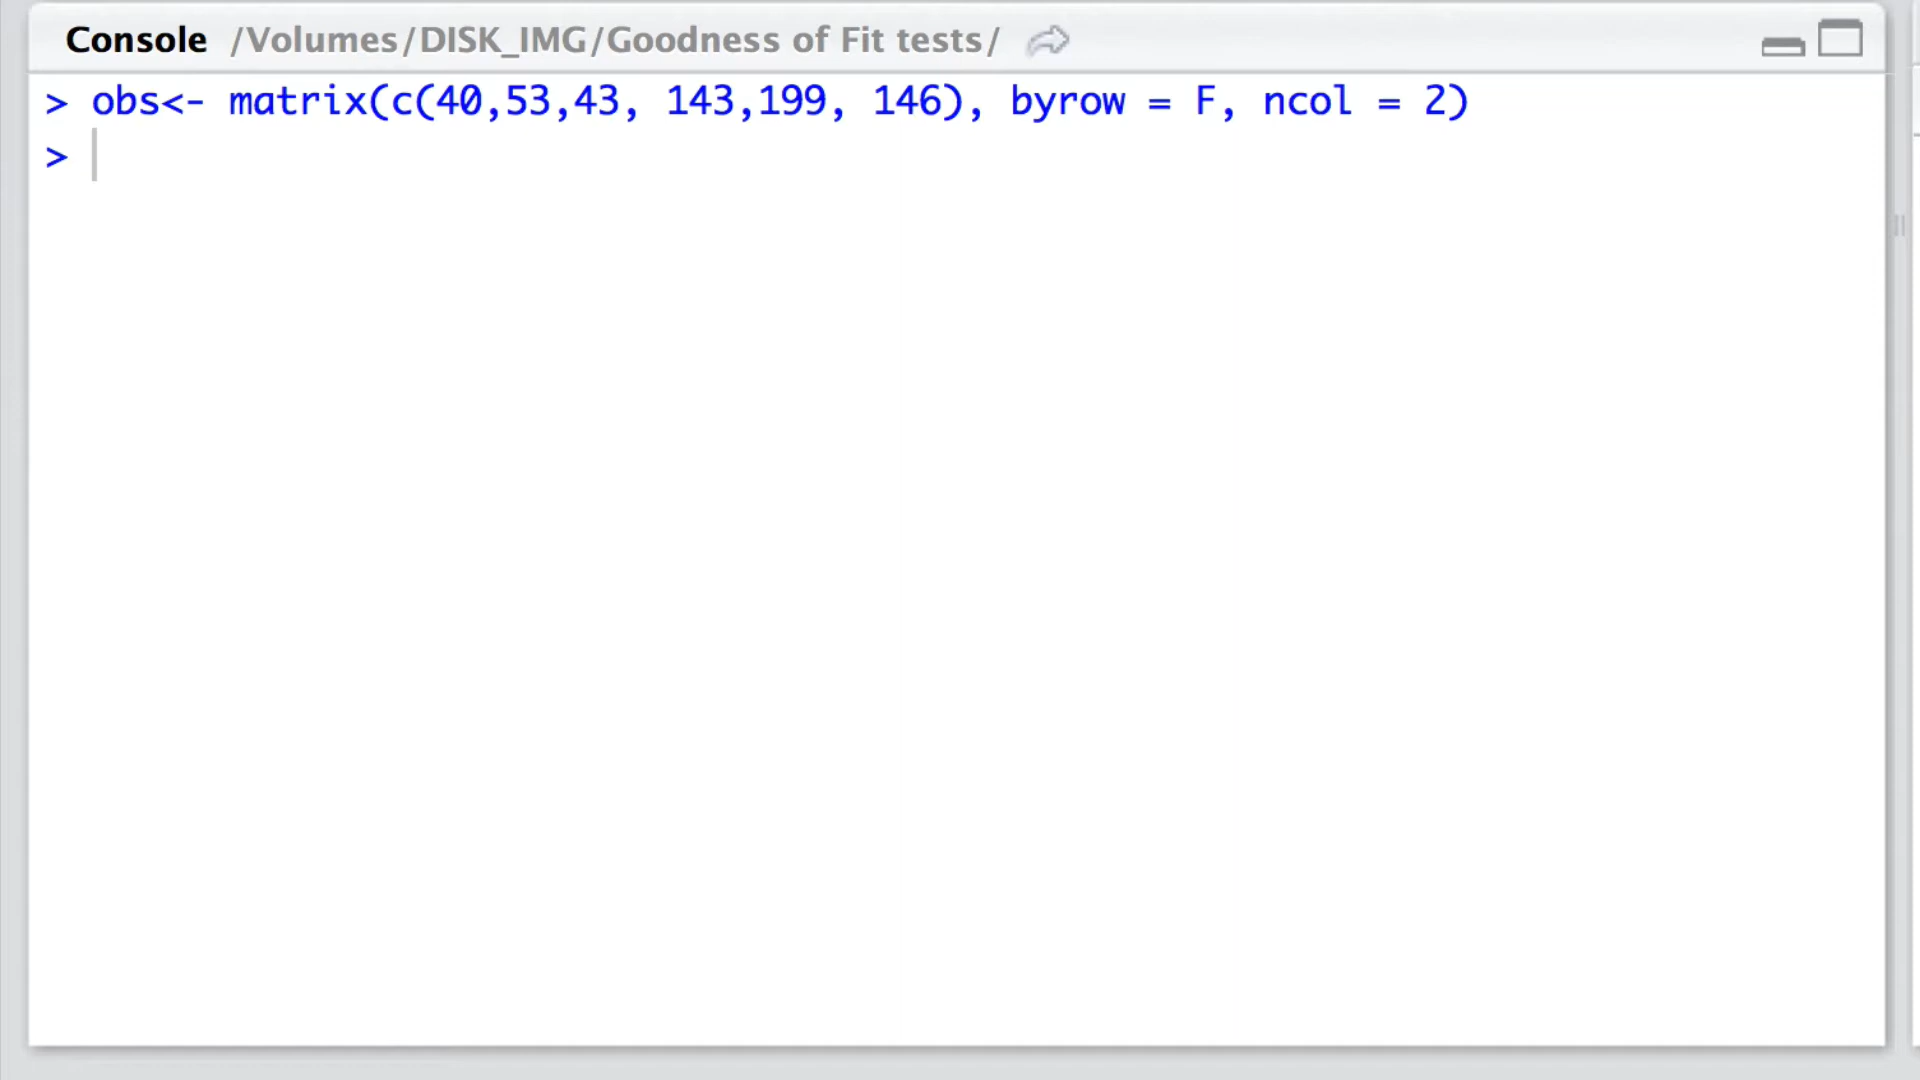 Console /Volumes/DISK_IMG/Goodness of Fit tests/
> obs<- matrix(c(40,53,43, 143,199, 146), byrow = F, ncol = 2)
>